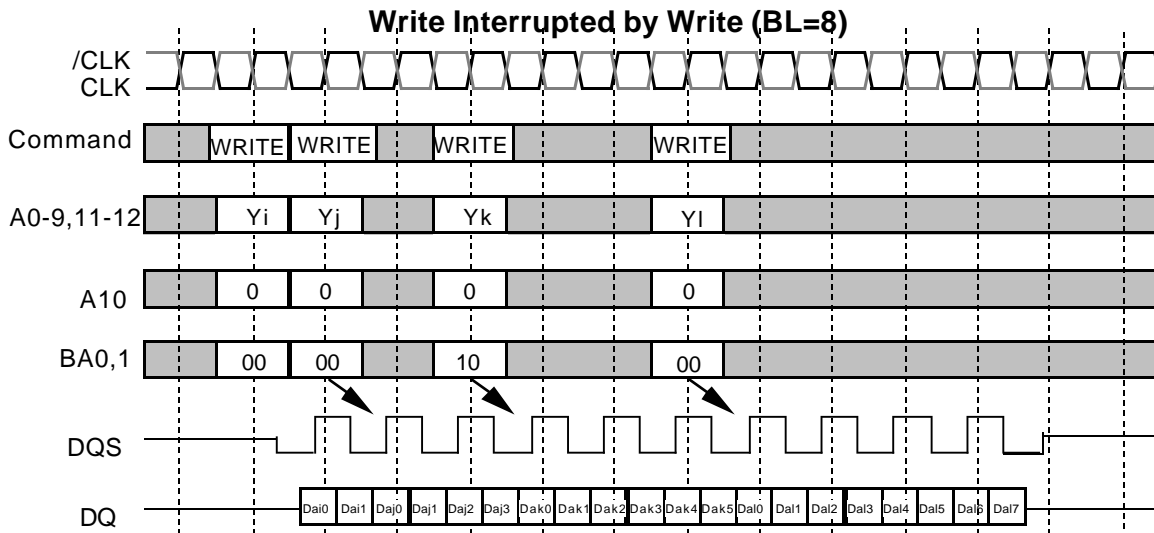 Write Interrupted by Write (BL=8)
/CLK
CLK
Command WRITE WRITE WRITE WRITE
A0-9,11-12 Yi Yj Yk Yl
A10 0 0 0 0
BA0,1 00 00 10 00
DQS
DQ Dai0 Dai1 Daj0 Daj1 Daj2 Daj3 Dak0 Dak1 Dak2 Dak3 Dak4 Dak5 Dal0 Dal1 Dal2 Dal3 Dal4 Dal5 Dal6 Dal7